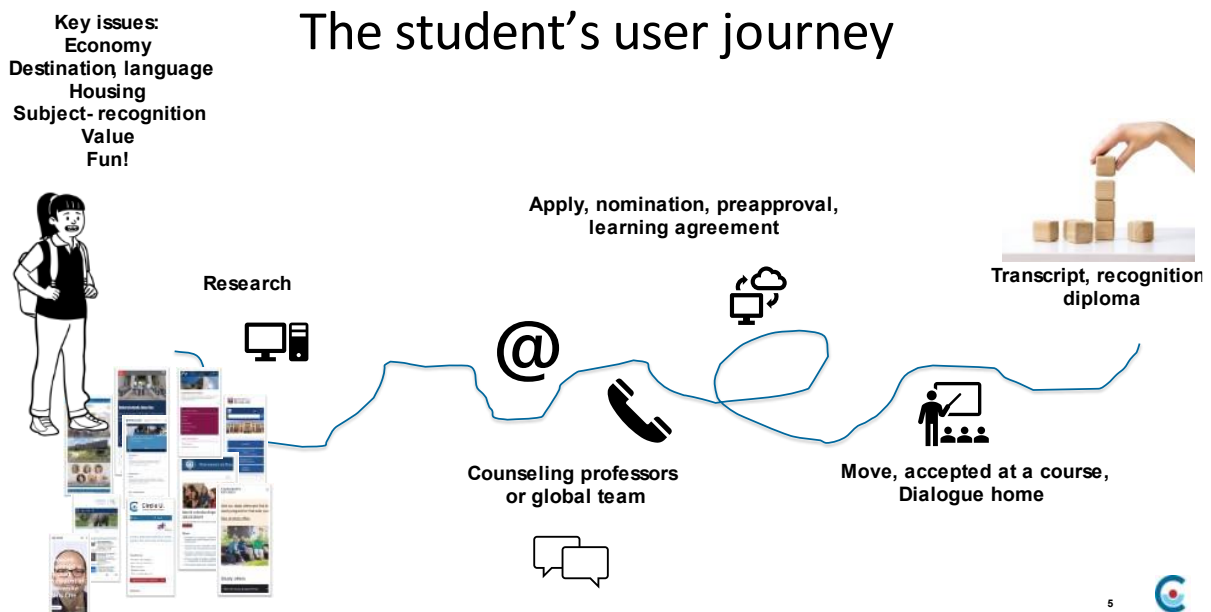 The student’s user journey
Key issues:
Economy
Destination, language
Housing
Subject- recognition
Value
Fun!
Research
@
Counseling professors
or global team
Apply, nomination, preapproval,
learning agreement
Move, accepted at a course,
Dialogue home
Transcript, recognition
diploma
Circle U.
5